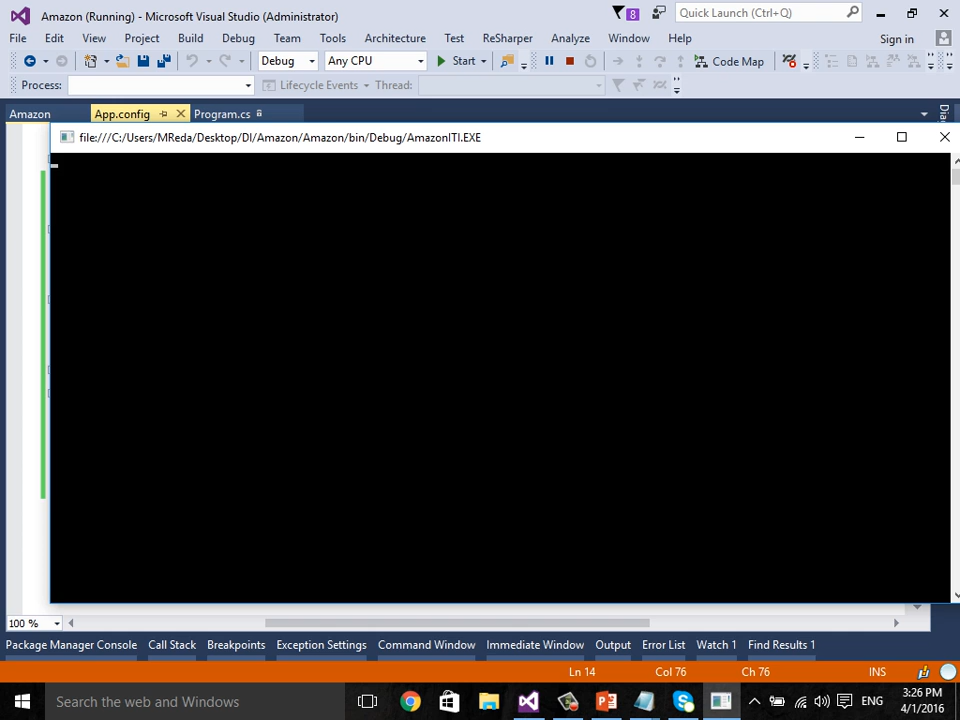 Amazon (Running) - Microsoft Visual Studio (Administrator)
8
Quick Launch (Ctrl+Q)
File Edit View Project Build Debug Team Tools Architecture Test ReSharper Analyze Window Help
Sign in
Debug Any CPU Start Code Map
Process: Lifecycle Events Thread:
Amazon App.config Program.cs
file:///C:/Users/MReda/Desktop/DI/Amazon/Amazon/bin/Debug/AmazonITI.EXE
100 %
Package Manager Console Call Stack Breakpoints Exception Settings Command Window Immediate Window Output Error List Watch 1 Find Results 1
Ln 14 Col 76 Ch 76 INS
Search the web and Windows
ENG
3:26 PM
4/1/2016